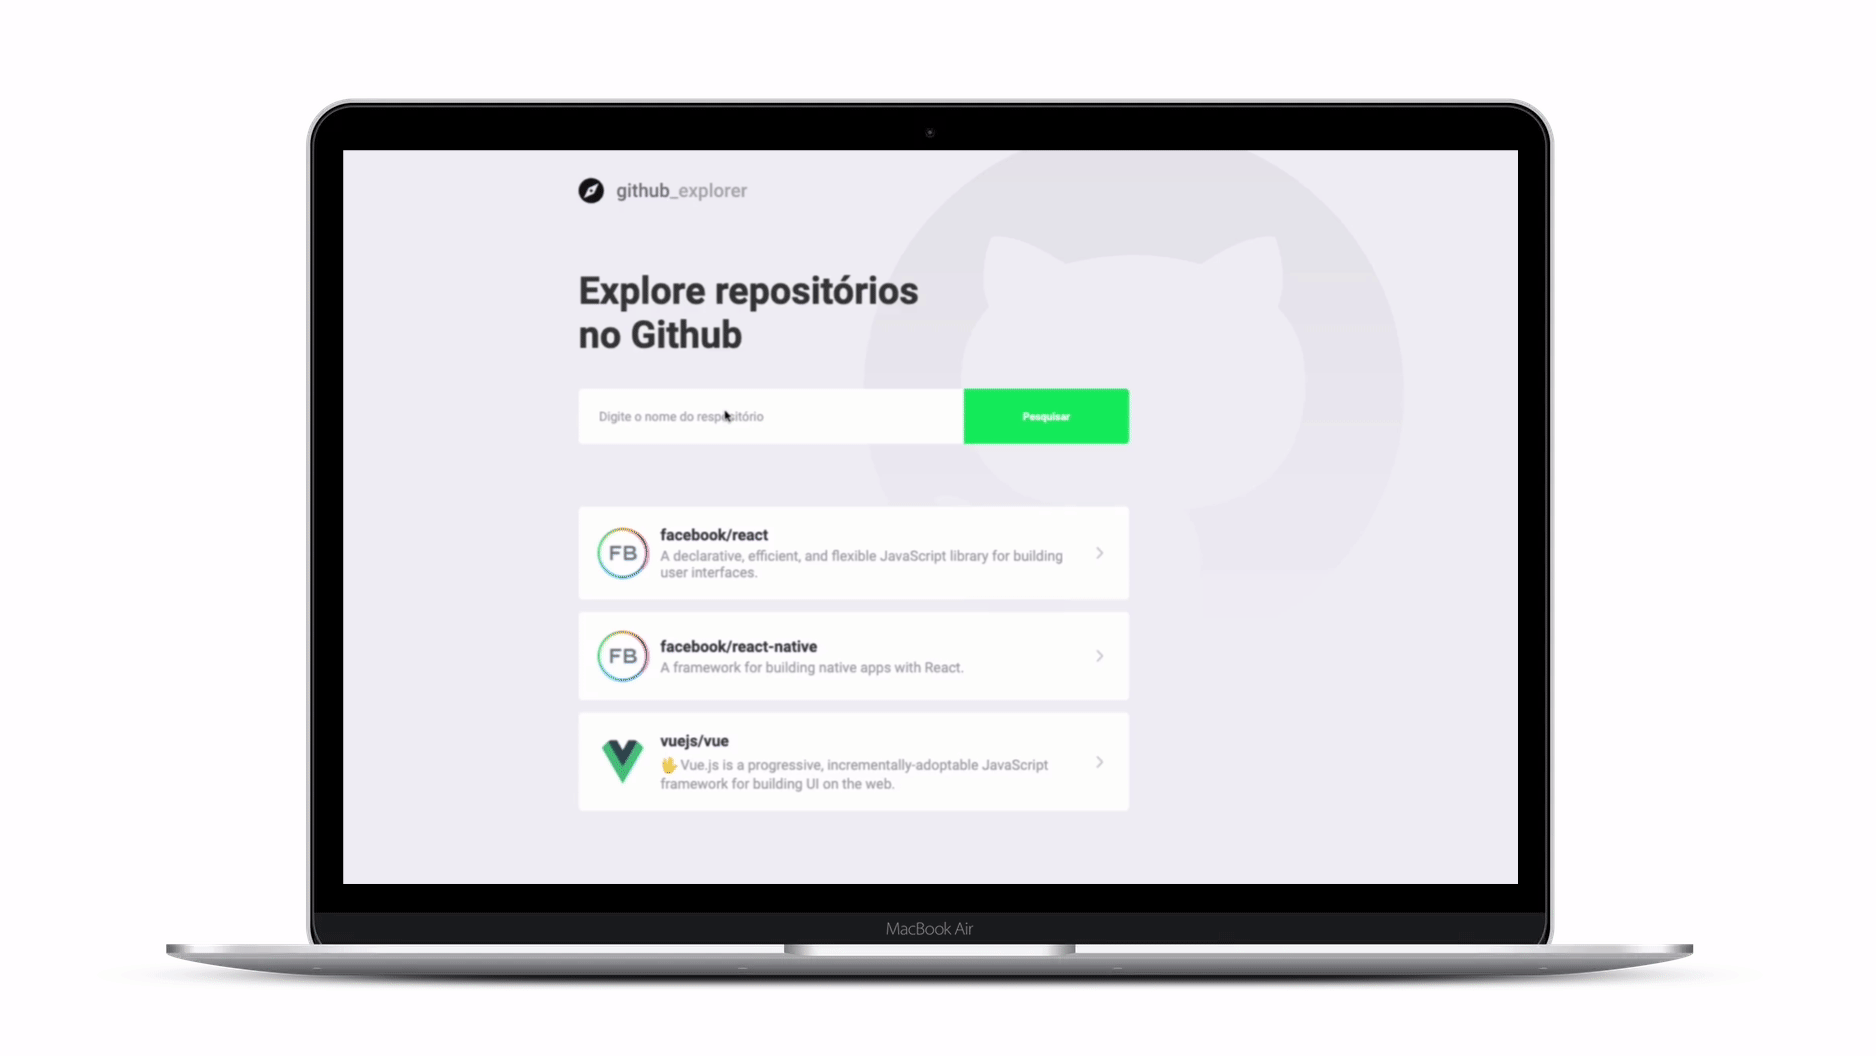 github_explorer
Explore repositórios
no Github
Digite o nome do respositório
Pesquisar
FB
facebook/react
A declarative, efficient, and flexible JavaScript library for building
user interfaces.
FB
facebook/react-native
A framework for building native apps with React.
vuejs/vue
🖖 Vue.js is a progressive, incrementally-adoptable JavaScript
framework for building UI on the web.
MacBook Air